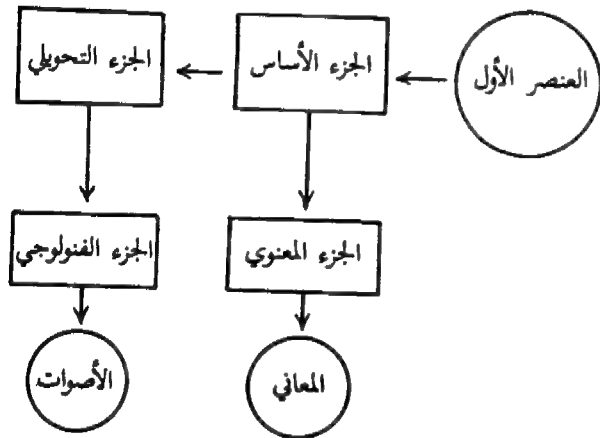 العنصر الأول
الجزء الأساس
الجزء التحويلي
الجزء المعنوي
الجزء الفنولوجي
المعاني
الأصوات